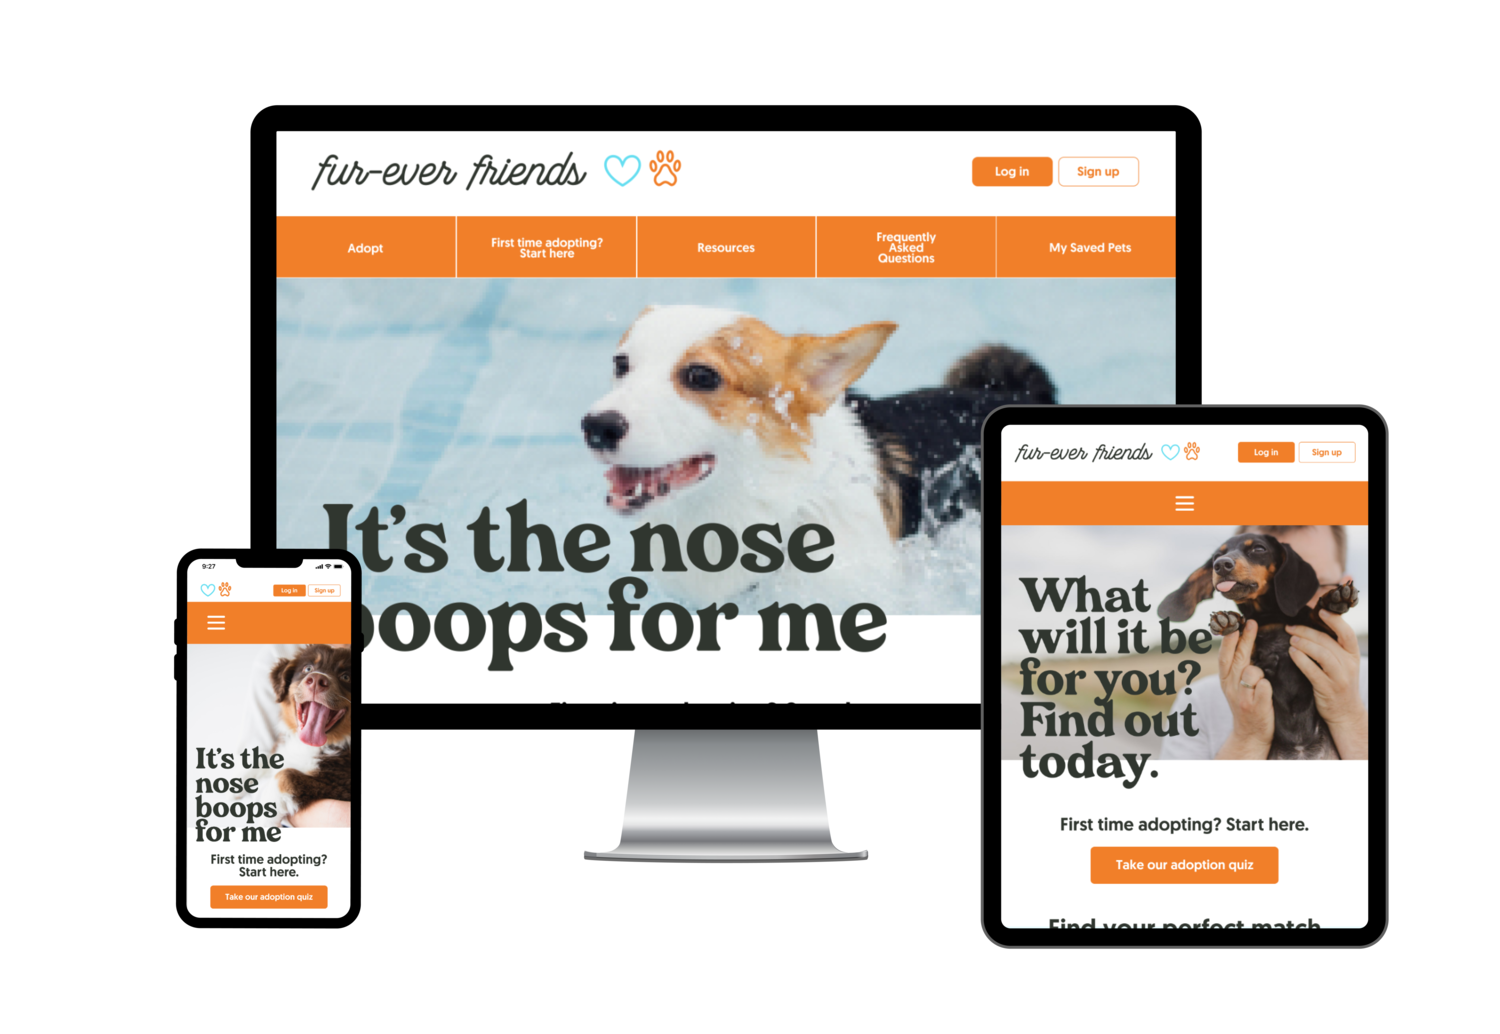 fur-ever friends
Log in
Sign up
Adopt
First time adopting?
Start here
Resources
Frequently
Asked
Questions
My Saved Pets
It's the nose
boops for me
9:27
Log in
Sign up
It's the
nose
boops
for me
First time adopting?
Start here.
Take our adoption quiz
fur-ever friends
Log in
Sign up
What
will it be
for you?
Find out
today.
First time adopting? Start here.
Take our adoption quiz
Find your perfect match